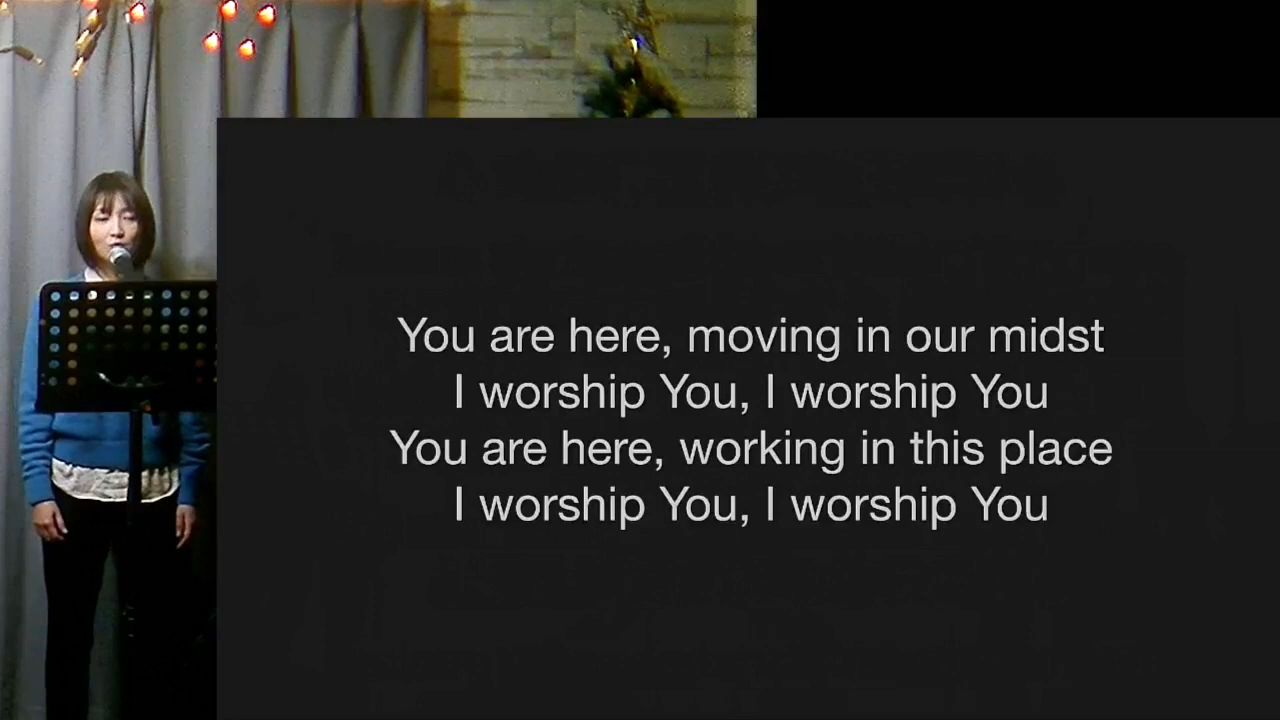 You are here, moving in our midst
I worship You, I worship You
You are here, working in this place
I worship You, I worship You